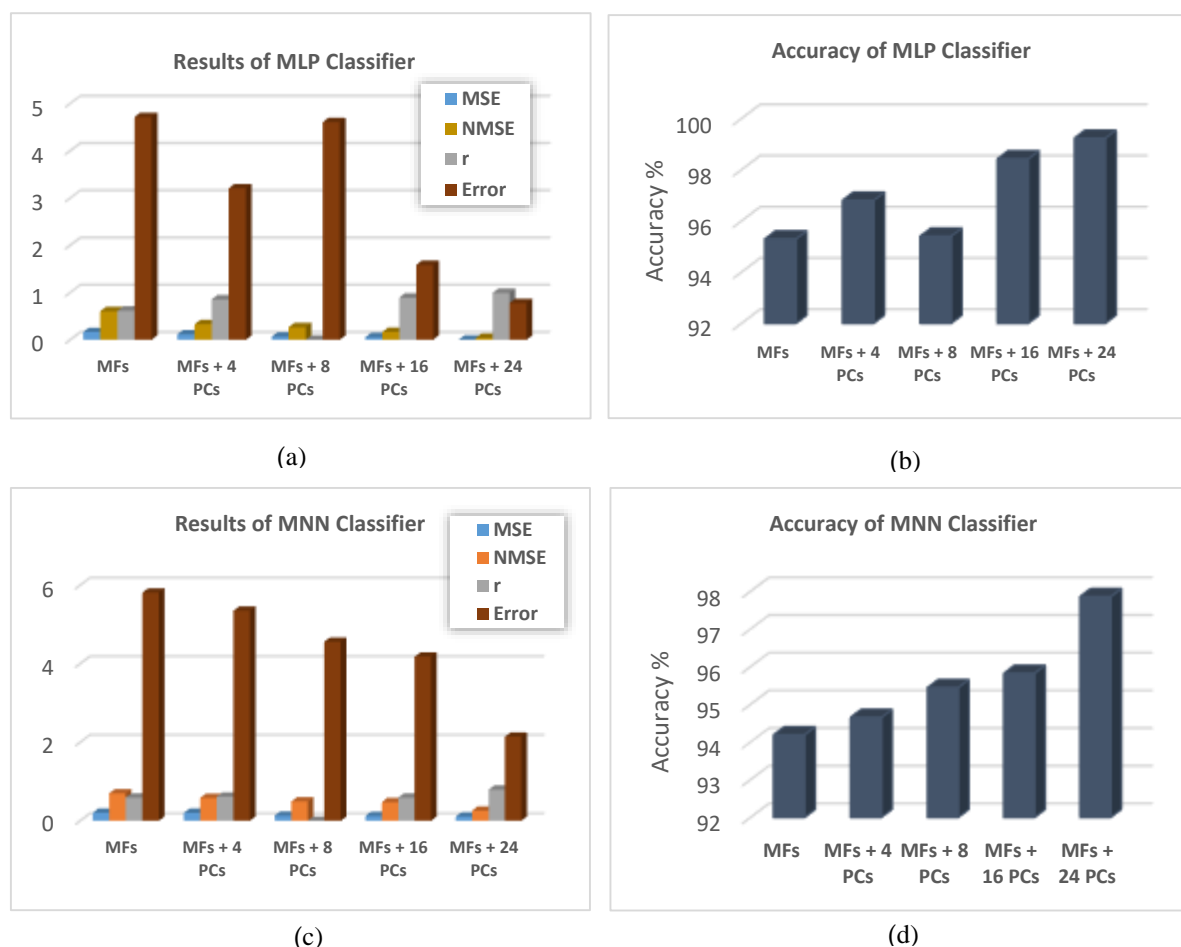 Results of MLP Classifier
MSE
NMSE
r
Error
5
4
3
2
1
0
MFs
MFs + 4 PCs
MFs + 8 PCs
MFs + 16 PCs
MFs + 24 PCs
(a)
Accuracy of MLP Classifier
Accuracy %
100
98
96
94
92
MFs
MFs + 4 PCs
MFs + 8 PCs
MFs + 16 PCs
MFs + 24 PCs
(b)
Results of MNN Classifier
MSE
NMSE
r
Error
6
4
2
0
MFs
MFs + 4 PCs
MFs + 8 PCs
MFs + 16 PCs
MFs + 24 PCs
(c)
Accuracy of MNN Classifier
Accuracy %
98
97
96
95
94
93
92
MFs
MFs + 4 PCs
MFs + 8 PCs
MFs + 16 PCs
MFs + 24 PCs
(d)